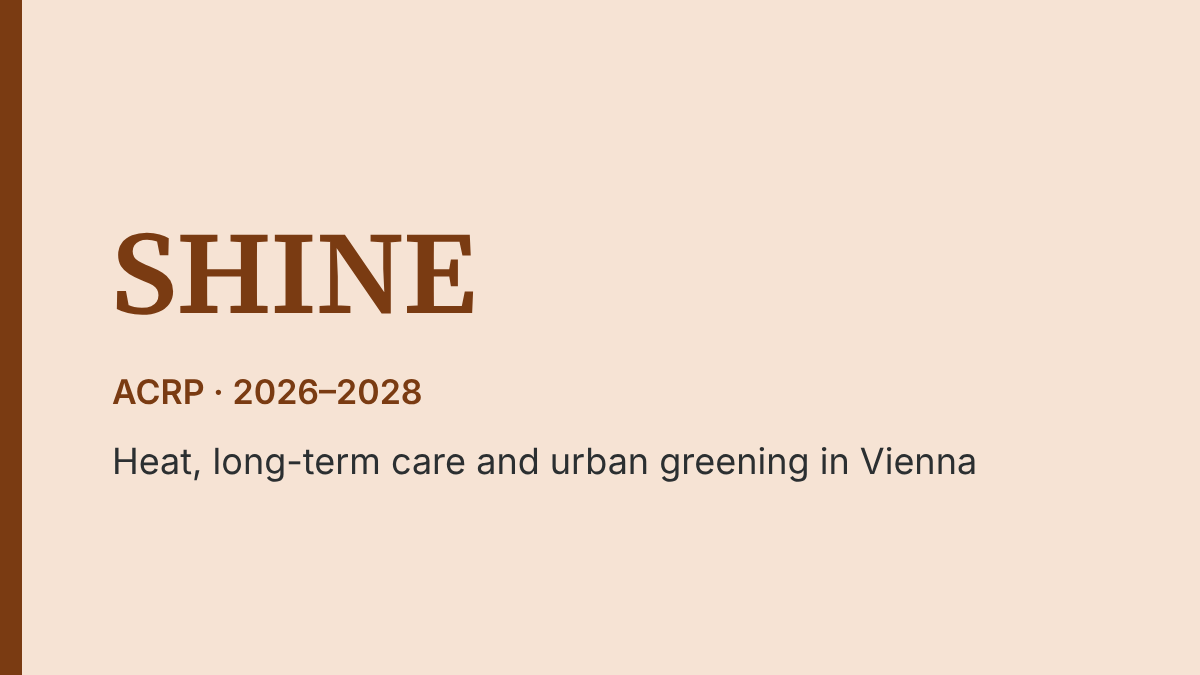 SHINE
ACRP · 2026–2028
Heat, long-term care and urban greening in Vienna